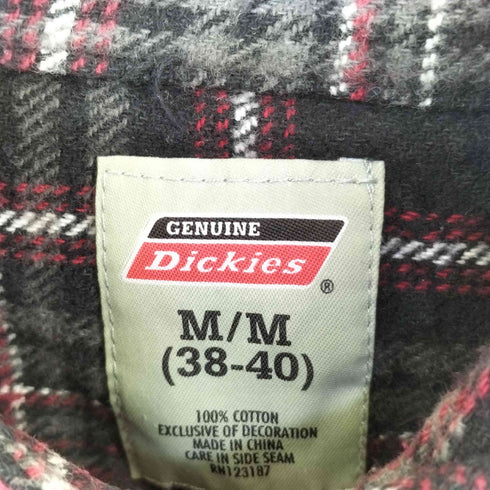 GENUINE
Dickies
®
M/M
(38-40)
100% COTTON
EXCLUSIVE OF DECORATION
MADE IN CHINA
CARE IN SIDE SEAM
RN123187